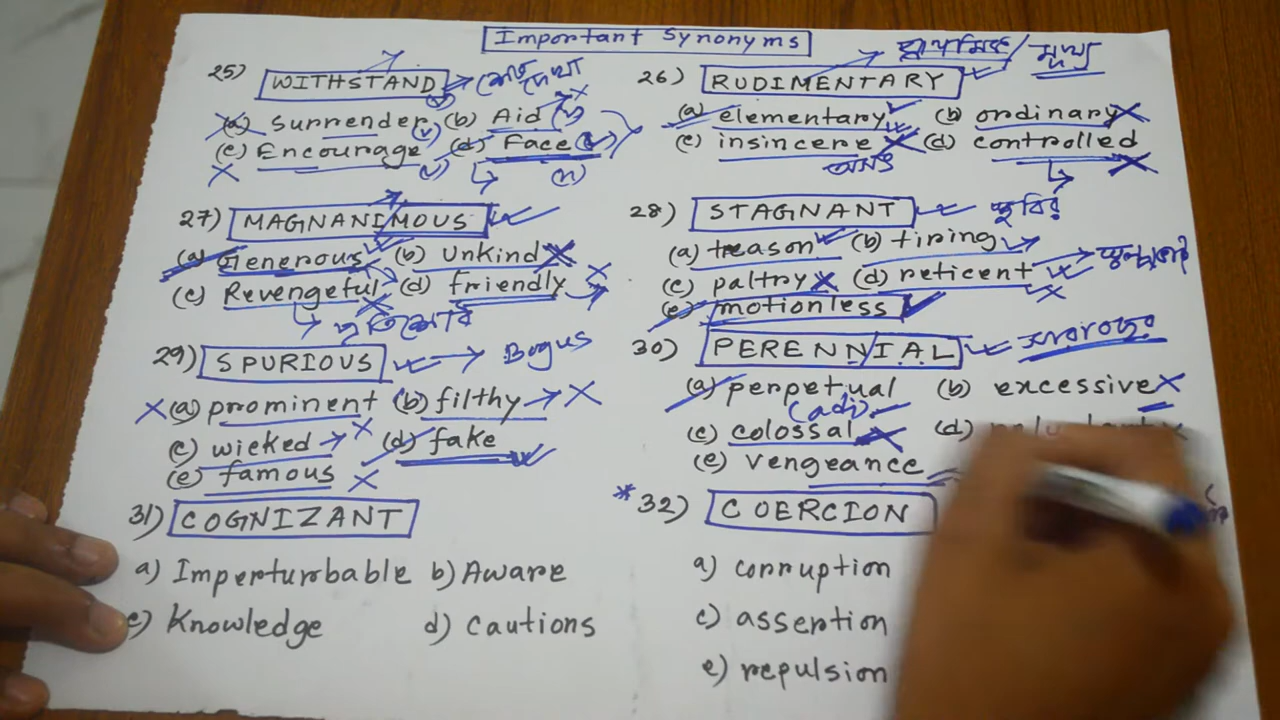 Important Synonyms
25) WITHSTAND
(a) Surrender (v) (b) Aid (v)
(c) Encourage (v) (d) Face (v)
(n)
26) RUDIMENTARY প্রাথমিক / মুখ্য
(a) elementary (b) ordinary
(c) insincere (d) controlled
27) MAGNANIMOUS
(a) Generous (b) Unkind
(c) Revengeful (d) friendly
28) STAGNANT স্থবির
(a) treason (b) tiring
(c) paltry (d) reticent
(e) motionless
29) SPURIOUS Bogus
(a) prominent (b) filthy
(c) wicked (d) fake
(e) famous
30) PERENNIAL
(a) perpetual (b) excessive
(adj)
(c) colossal (d)
(e) vengeance
31) COGNIZANT
a) Imperturbable b) Aware
c) Knowledge d) Cautions
* 32) COERCION
a) corruption
c) assertion
e) repulsion